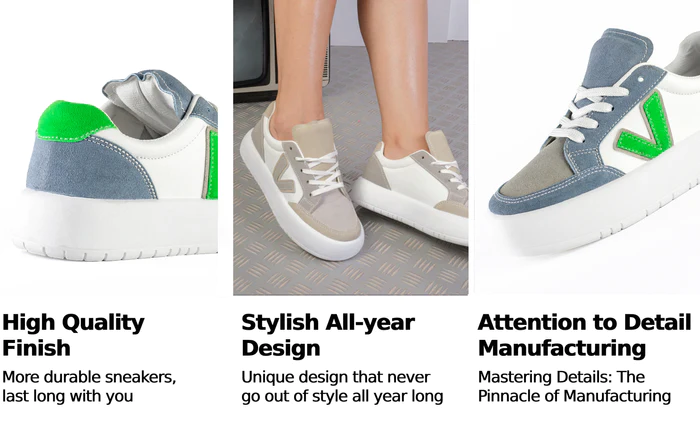 High Quality
Finish
More durable sneakers,
last long with you
Stylish All-year
Design
Unique design that never
go out of style all year long
Attention to Detail
Manufacturing
Mastering Details: The
Pinnacle of Manufacturing